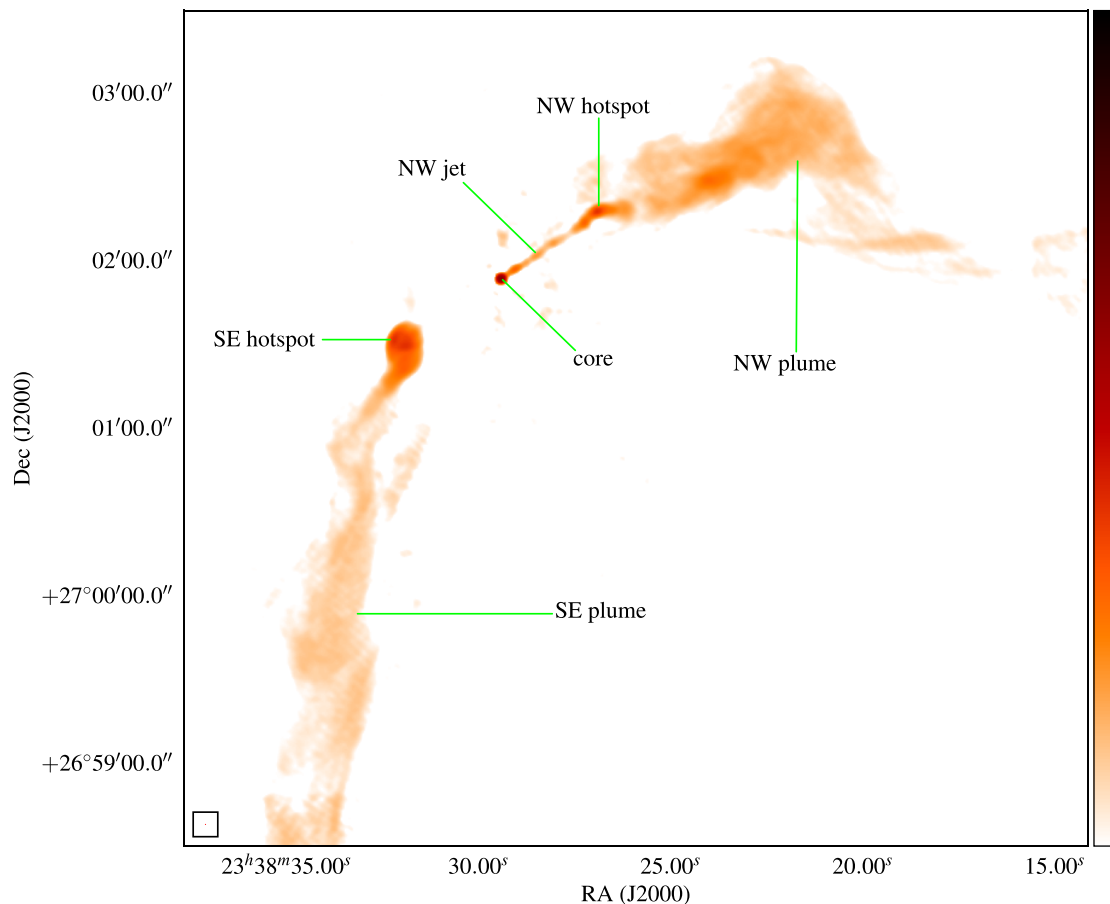 03′00.0″
NW hotspot
NW jet
02′00.0″
SE hotspot
core
NW plume
01′00.0″
Dec (J2000)
+27°00′00.0″
SE plume
+26°59′00.0″
23ʰ38ᵐ35.00ˢ 30.00ˢ 25.00ˢ 20.00ˢ 15.00ˢ
RA (J2000)